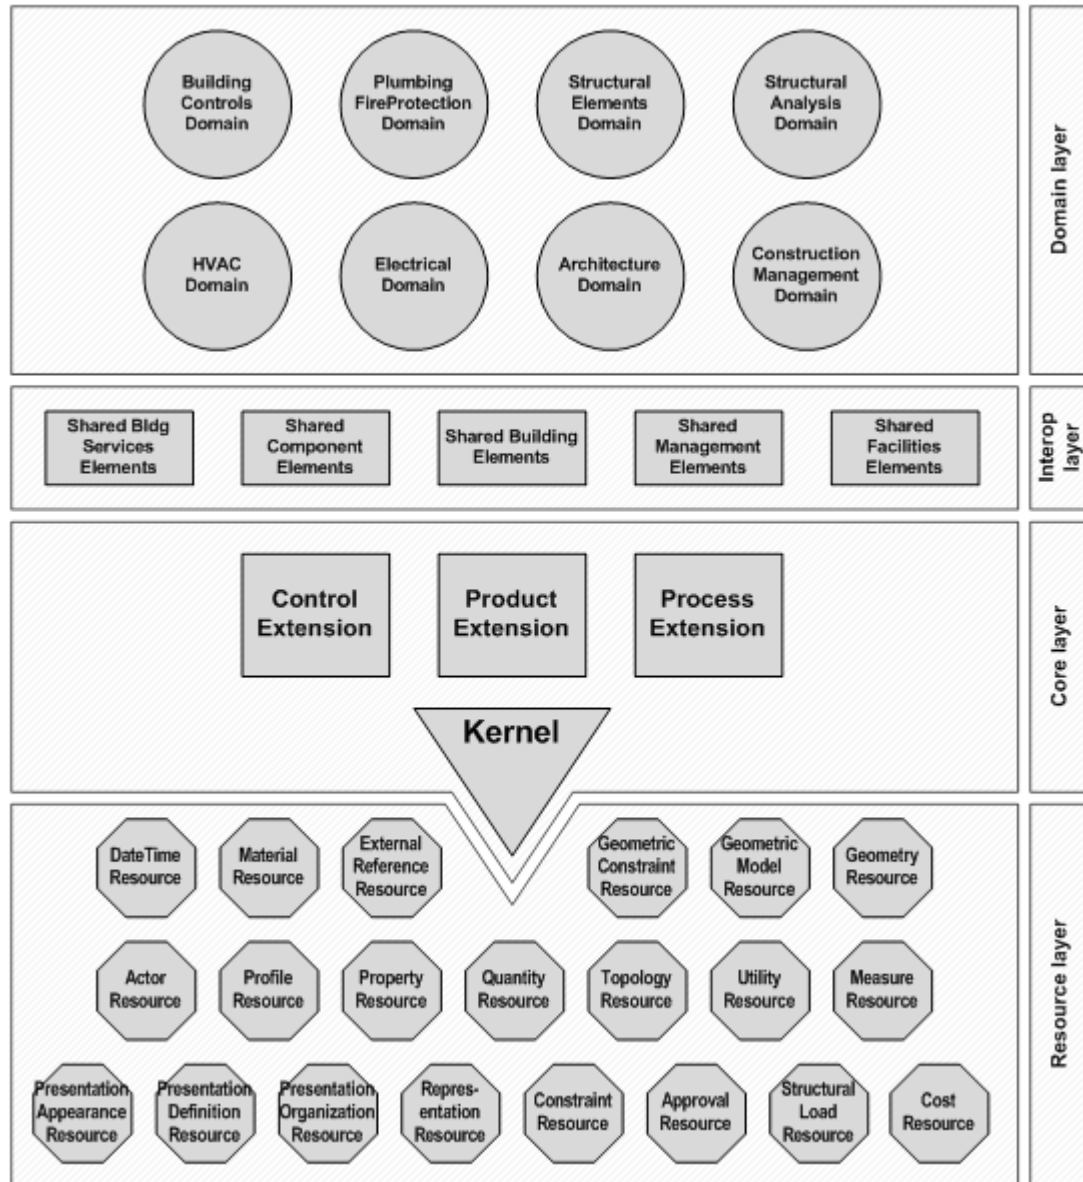 Building
Controls
Domain
Plumbing
FireProtection
Domain
Structural
Elements
Domain
Structural
Analysis
Domain
HVAC
Domain
Electrical
Domain
Architecture
Domain
Construction
Management
Domain
Domain layer
Shared Bldg
Services
Elements
Shared
Component
Elements
Shared Building
Elements
Shared
Management
Elements
Shared
Facilities
Elements
Interop
layer
Control
Extension
Product
Extension
Process
Extension
Kernel
Core layer
DateTime
Resource
Material
Resource
External
Reference
Resource
Geometric
Constraint
Resource
Geometric
Model
Resource
Geometry
Resource
Actor
Resource
Profile
Resource
Property
Resource
Quantity
Resource
Topology
Resource
Utility
Resource
Measure
Resource
Presentation
Appearance
Resource
Presentation
Definition
Resource
Presentation
Organization
Resource
Repres-
entation
Resource
Constraint
Resource
Approval
Resource
Structural
Load
Resource
Cost
Resource
Resource layer